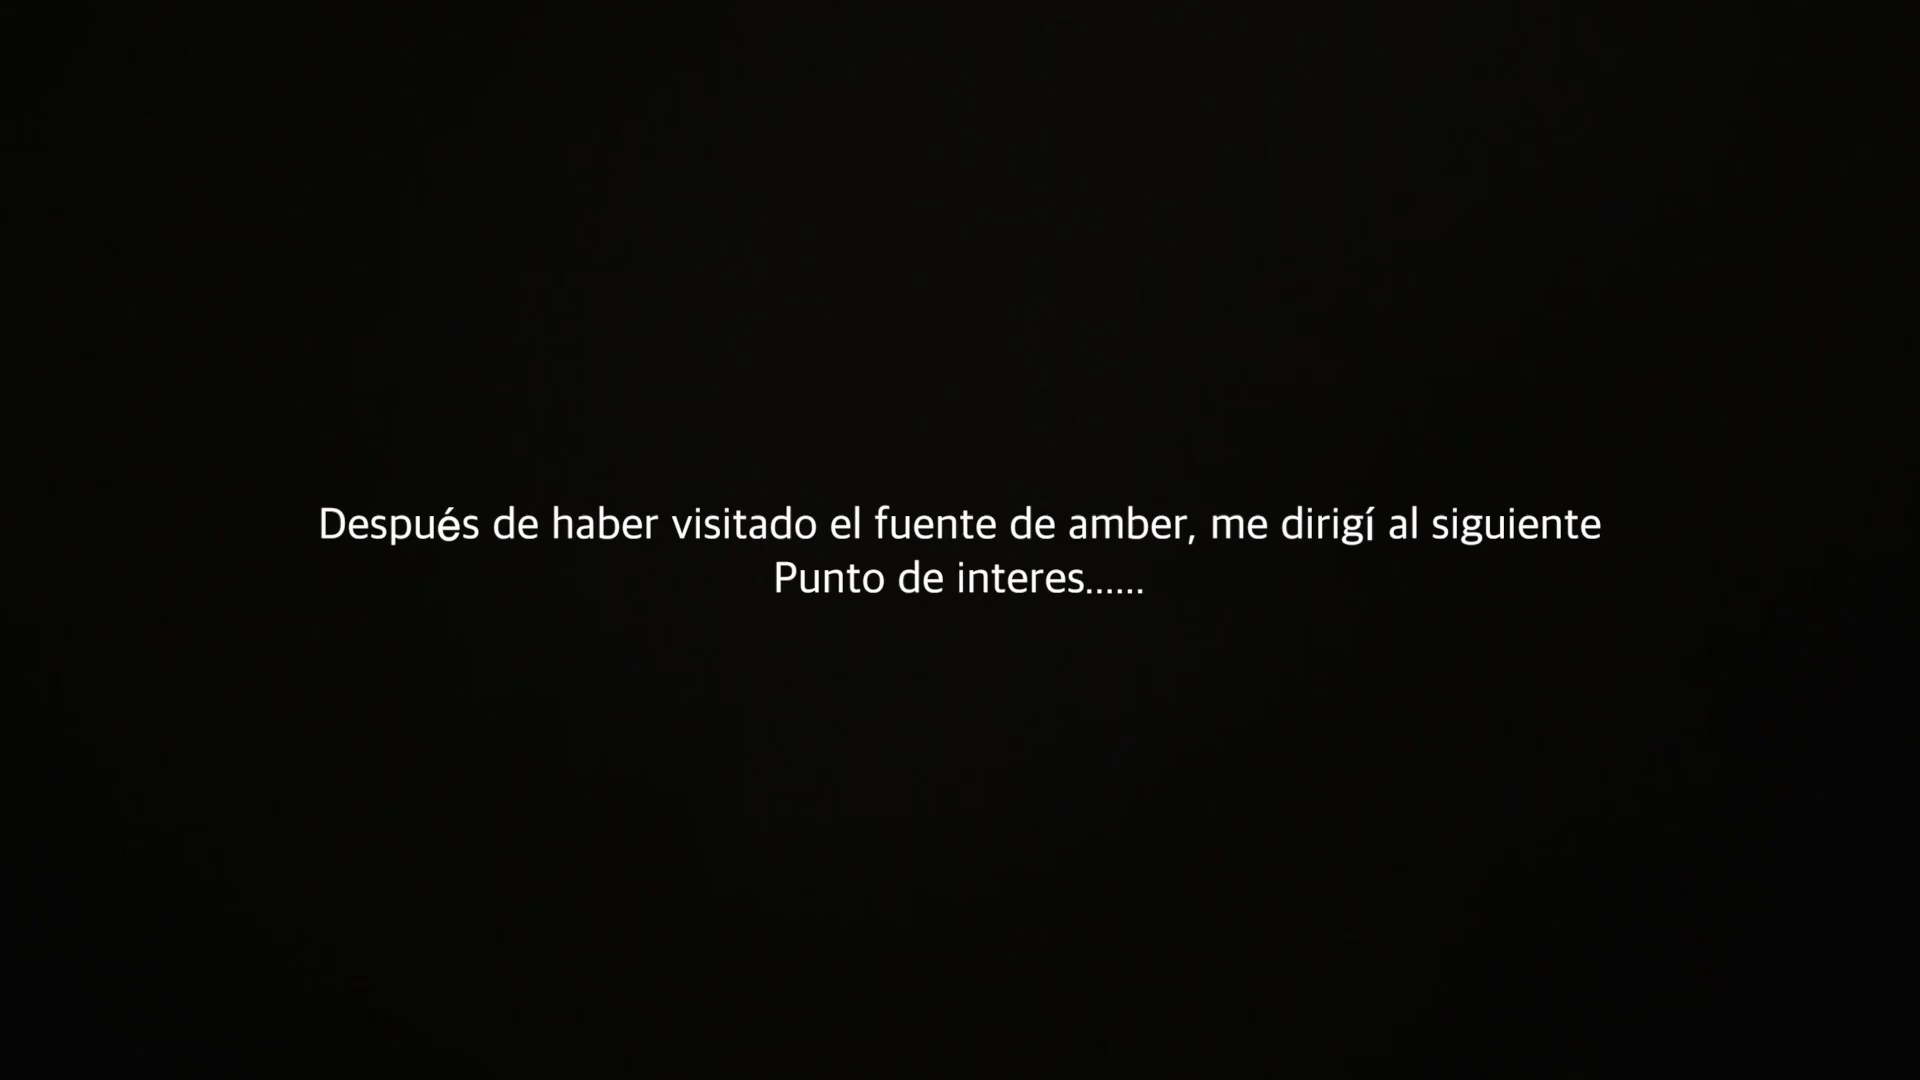 Después de haber visitado el fuente de amber, me dirigí al siguiente
Punto de interes......